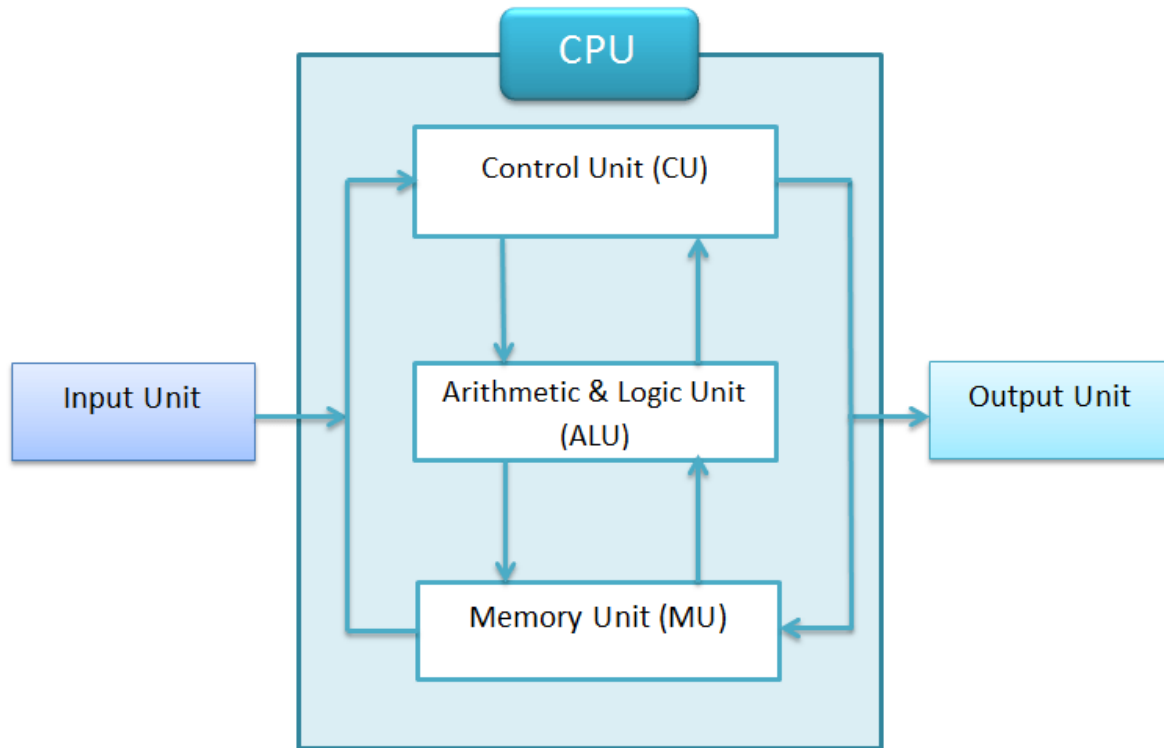 CPU
Control Unit (CU)
Input Unit
Arithmetic & Logic Unit
(ALU)
Output Unit
Memory Unit (MU)